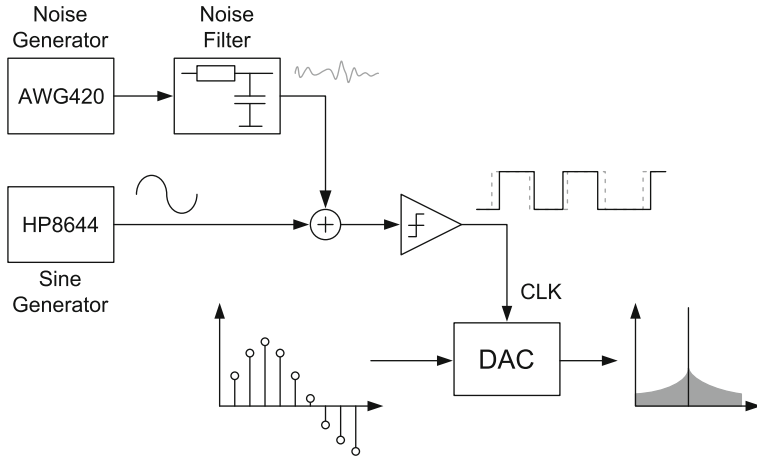 Noise
Generator
Noise
Filter
AWG420
HP8644
Sine
Generator
CLK
DAC